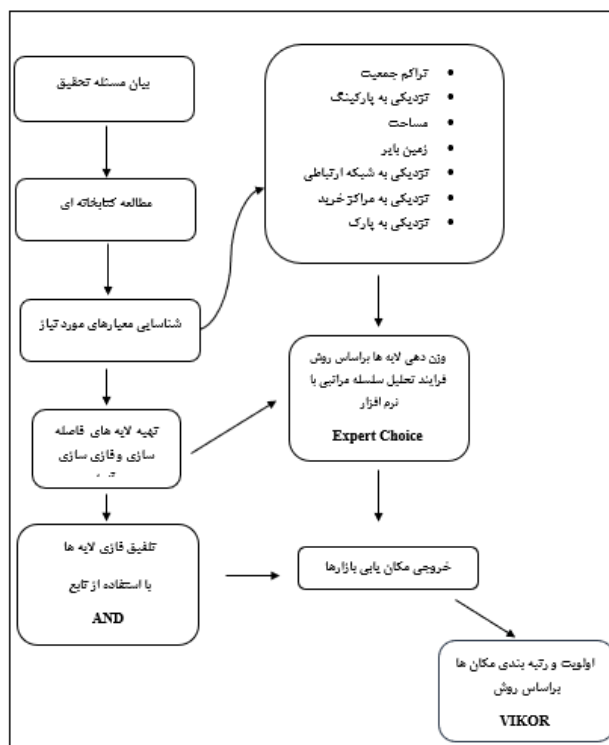 بیان مسئله تحقیق
مطالعه کتابخانه ای
شناسایی معیارهای مورد نیاز
تهیه لایه های فاصله
سازی و فازی سازی
تلفیق فازی لایه ها
با استفاده از تابع
AND
تراکم جمعیت
نزدیکی به پارکینگ
مساحت
زمین بایر
نزدیکی به شبکه ارتباطی
نزدیکی به مراکز خرید
نزدیکی به پارک
وزن دهی لایه ها براساس روش
فرایند تحلیل سلسله مراتبی با
نرم افزار
Expert Choice
خروجی مکان یابی بازارها
اولویت و رتبه بندی مکان ها
براساس روش
VIKOR